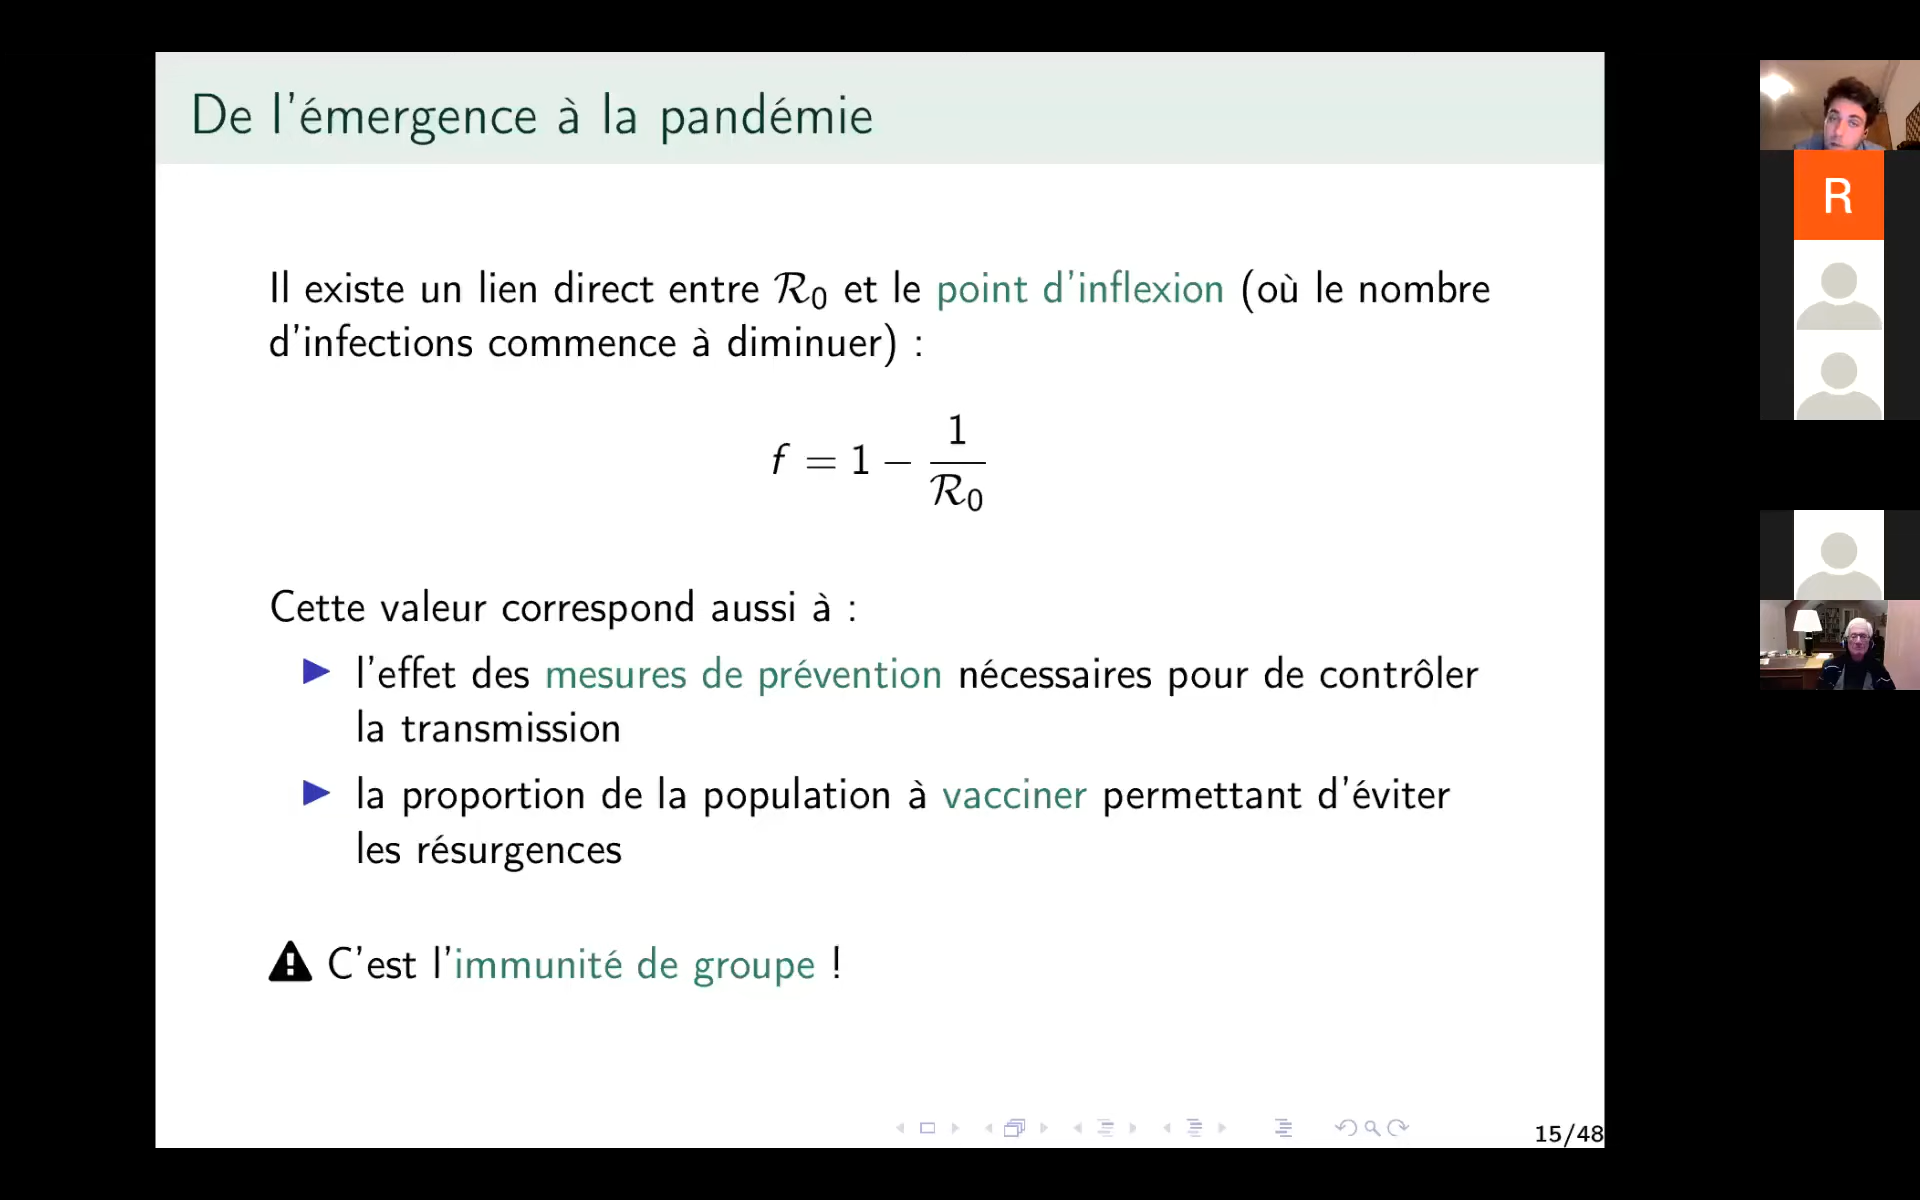 De l'émergence à la pandémie
Il existe un lien direct entre R₀ et le point d'inflexion (où le nombre
d'infections commence à diminuer) :
f = 1 − 1/R₀
Cette valeur correspond aussi à :
l'effet des mesures de prévention nécessaires pour de contrôler
la transmission
la proportion de la population à vacciner permettant d'éviter
les résurgences
C'est l'immunité de groupe !
15/48
R